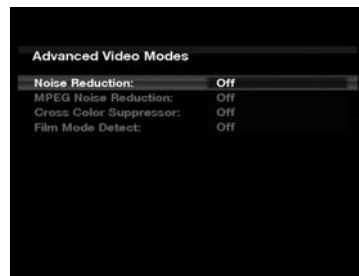 Advanced Video Modes
Noise Reduction: Off
MPEG Noise Reduction: Off
Cross Color Suppressor: Off
Film Mode Detect: Off